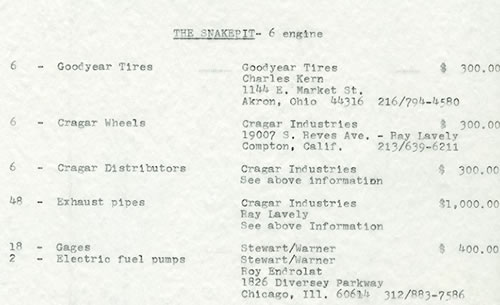 THE SNAKEPIT- 6 engine
6 - Goodyear Tires Goodyear Tires $ 300.00
Charles Kern
1144 E. Market St.
Akron, Ohio 44316 216/794-4580
6 - Cragar Wheels Cragar Industries $ 300.00
19007 S. Reves Ave. - Ray Lavely
Compton, Calif. 213/639-6211
6 - Cragar Distributors Cragar Industries $ 300.00
See above information
48 - Exhaust pipes Cragar Industries $1,000.00
Ray Lavely
See above Information
18 - Gages Stewart/Warner $ 400.00
2 - Electric fuel pumps Stewart/Warner
Roy Endrolat
1826 Diversey Parkway
Chicago, Ill. 60614 312/883-7586